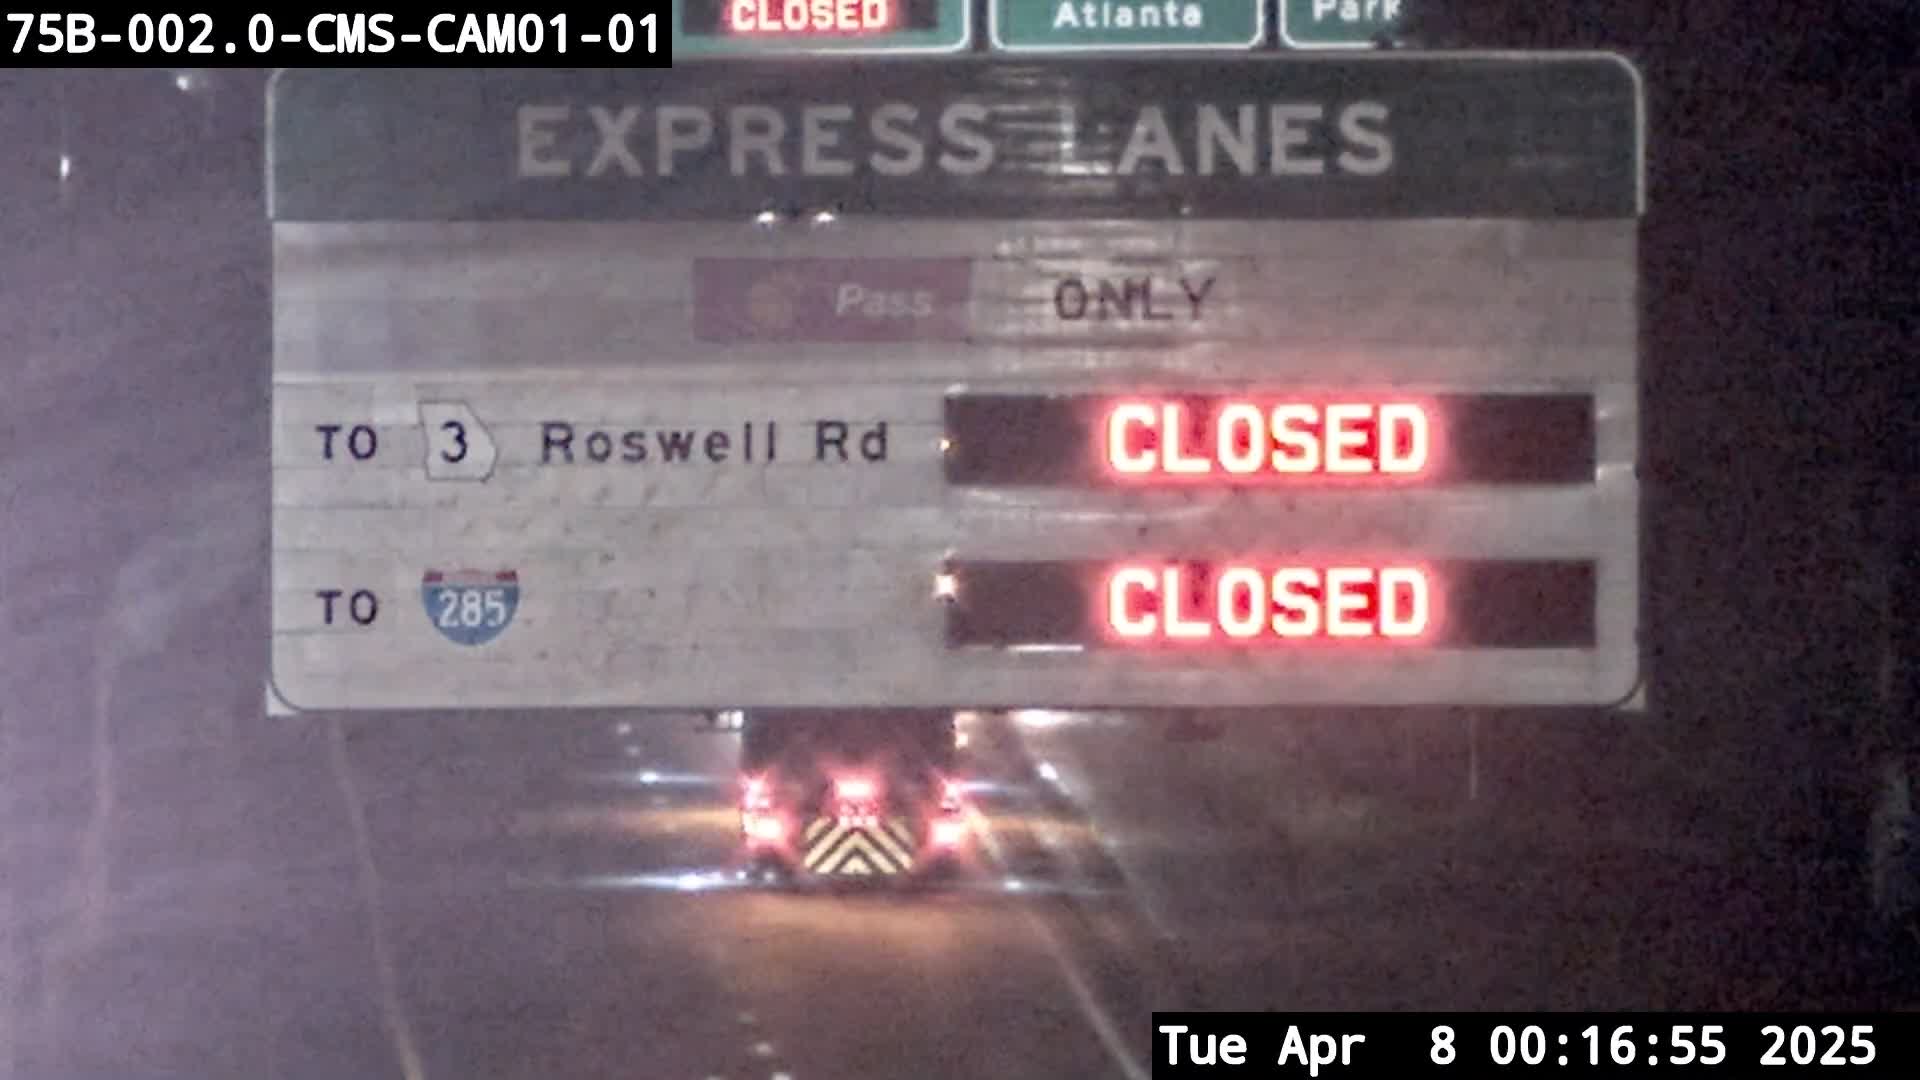 75B-002.0-CMS-CAM01-01
CLOSED
Atlanta
Park
EXPRESS LANES
Pass ONLY
TO 3 Roswell Rd CLOSED
TO 285 CLOSED
Tue Apr 8 00:16:55 2025